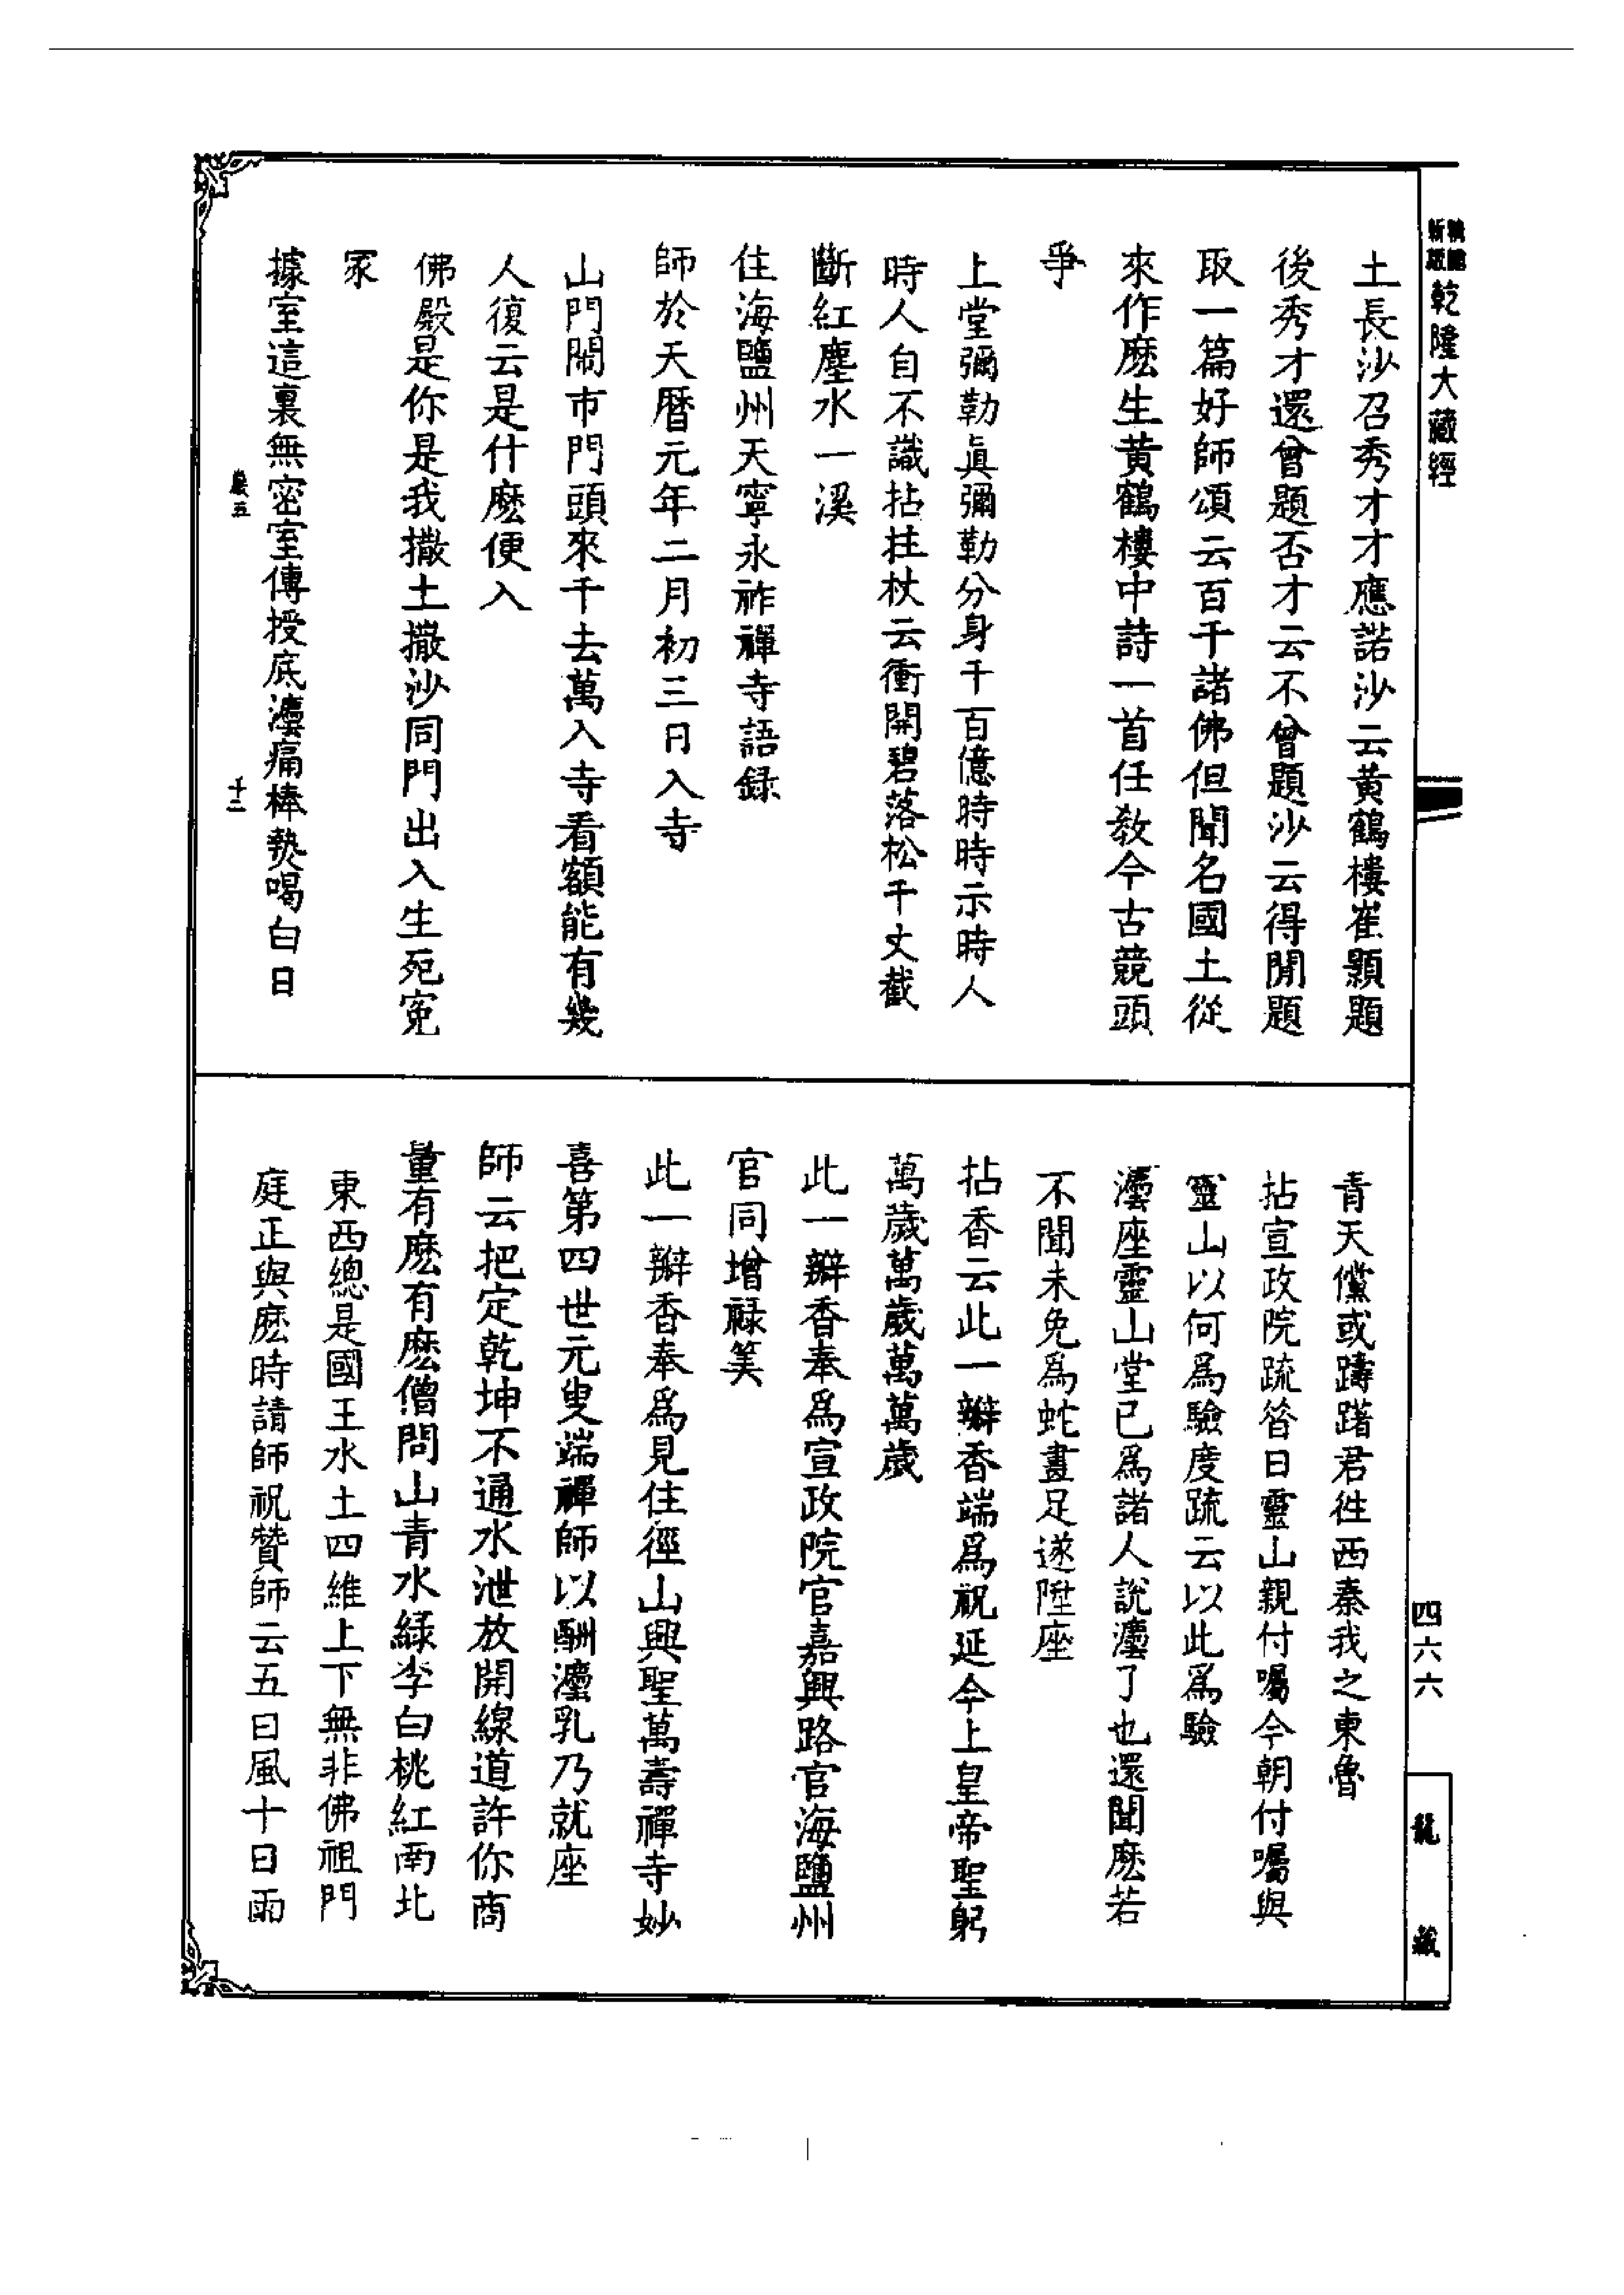 乾隆大藏經
土長沙召秀才才應諾沙云黃鶴樓崔顥題
後秀才還曾題否才云不曾題沙云得閒題
取一篇好師頌云百千諸佛但聞名國土從
來作麽生黃鶴樓中詩一首任敎今古競頭
爭
上堂彌勒眞彌勒分身千百億時時示時人
時人自不識拈拄杖云衝開碧落松千丈截
斷紅塵水一溪
住海鹽州天寧永祚禪寺語録
師於天曆元年二月初三日入寺
山門閙市門頭來千去萬入寺看額能有幾
人復云是什麽便入
佛殿是你是我撒土撒沙同門出入生死寃
冢
據室這裏無密室傳授底灋痛棒熱喝白日
十二
青天儻或躊躇君徃西秦我之東魯
拈宣政院疏答曰靈山親付囑今朝付囑與
靈山以何爲驗度疏云以此爲驗
灋座靈山堂已爲諸人說灋了也還聞麽若
不聞未免爲蛇畫足遂陞座
拈香云此一瓣香端爲祝延今上皇帝聖躬
萬歲萬歲萬萬歲
此一瓣香奉爲宣政院官嘉興路官海鹽州
官同增祿筭
此一瓣香奉爲見住徑山興聖萬壽禪寺妙
喜第四世元叟端禪師以酬灋乳乃就座
師云把定乾坤不通水泄放開線道許你商
量有麽有麽僧問山青水緑李白桃紅南北
東西總是國王水土四維上下無非佛祖門
庭正與麽時請師祝贊師云五日風十日雨
四六六
龍藏